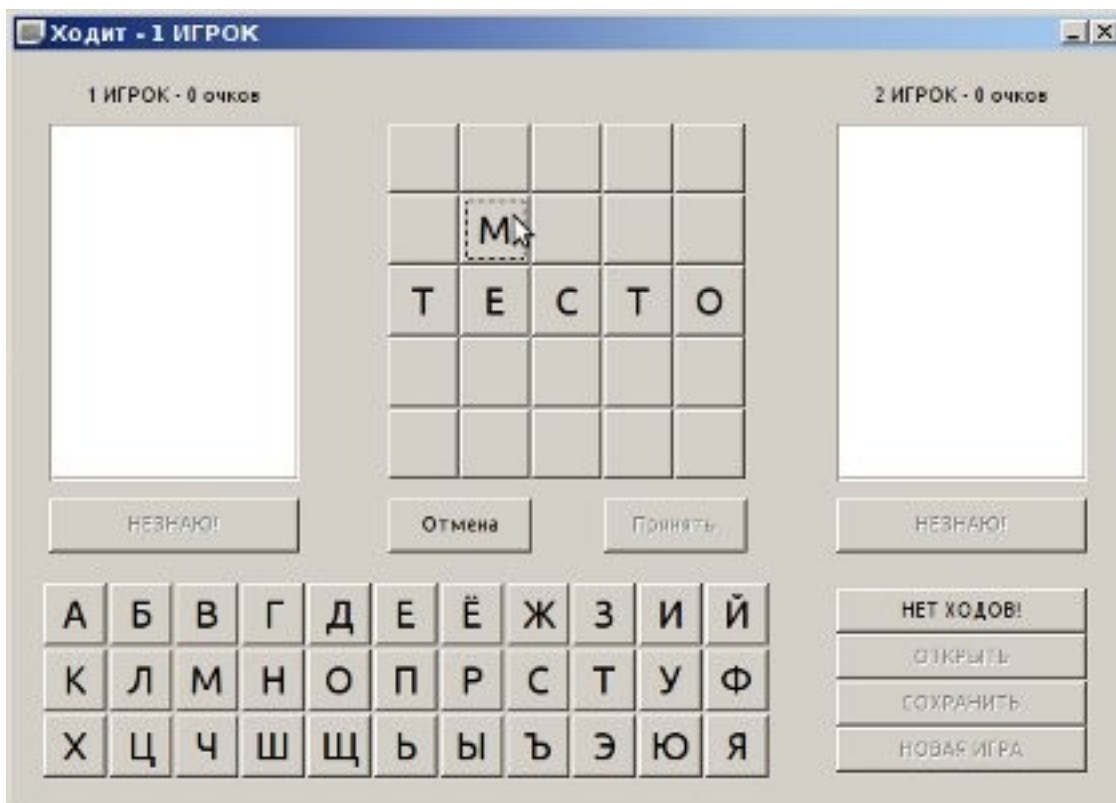 Ходит - 1 ИГРОК
1 ИГРОК - 0 очков
2 ИГРОК - 0 очков
М
Т Е С Т О
НЕЗНАЮ!
Отмена
Принять
НЕЗНАЮ!
А Б В Г Д Е Ё Ж З И Й
К Л М Н О П Р С Т У Ф
Х Ц Ч Ш Щ Ь Ы Ъ Э Ю Я
НЕТ ХОДОВ!
ОТКРЫТЬ
СОХРАНИТЬ
НОВАЯ ИГРА